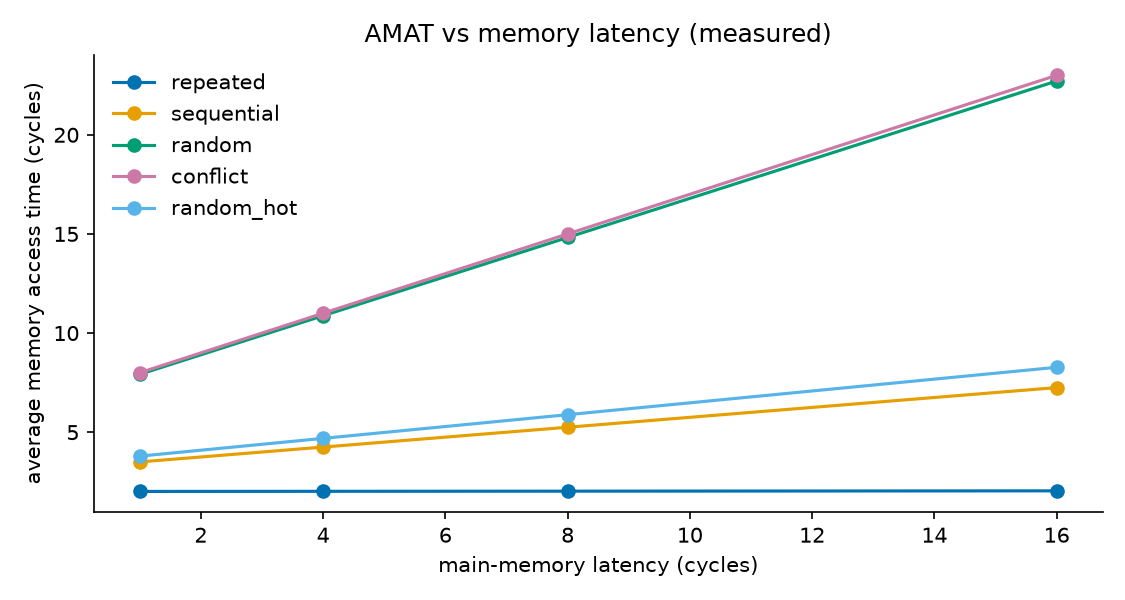 AMAT vs memory latency (measured)
average memory access time (cycles)
repeated
sequential
random
conflict
random_hot
20
15
10
5
2
4
6
8
10
12
14
16
main-memory latency (cycles)